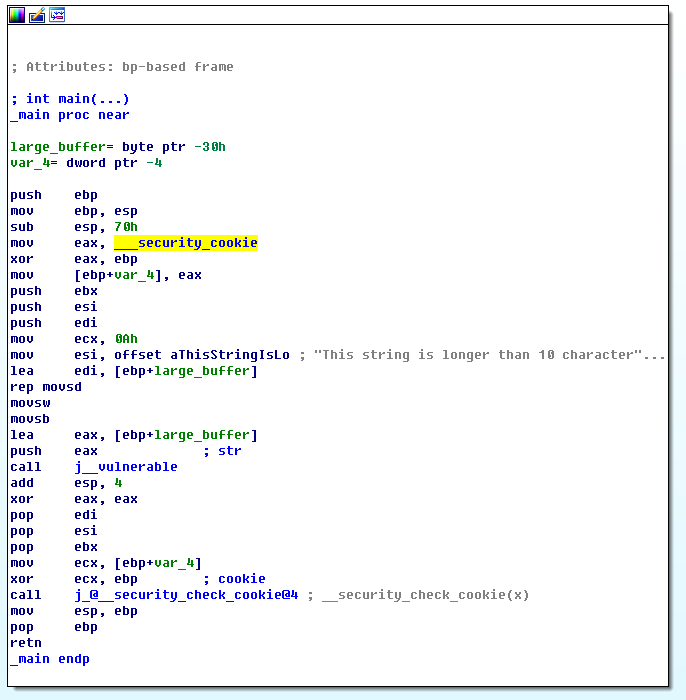 ; Attributes: bp-based frame
; int main(...)
_main proc near
large_buffer= byte ptr -30h
var_4= dword ptr -4
push    ebp
mov     ebp, esp
sub     esp, 70h
mov     eax, ___security_cookie
xor     eax, ebp
mov     [ebp+var_4], eax
push    ebx
push    esi
push    edi
mov     ecx, 0Ah
mov     esi, offset aThisStringIsLo ; "This string is longer than 10 character"...
lea     edi, [ebp+large_buffer]
rep movsd
movsw
movsb
lea     eax, [ebp+large_buffer]
push    eax             ; str
call    j__vulnerable
add     esp, 4
xor     eax, eax
pop     edi
pop     esi
pop     ebx
mov     ecx, [ebp+var_4]
xor     ecx, ebp        ; cookie
call    j_@__security_check_cookie@4 ; __security_check_cookie(x)
mov     esp, ebp
pop     ebp
retn
_main endp